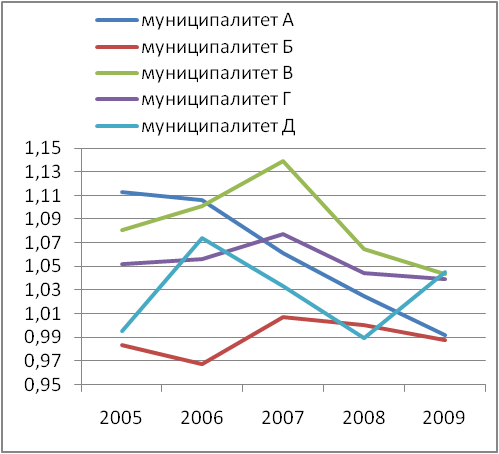 муниципалитет А
муниципалитет Б
муниципалитет В
муниципалитет Г
муниципалитет Д
1,15
1,13
1,11
1,09
1,07
1,05
1,03
1,01
0,99
0,97
0,95
2005 2006 2007 2008 2009